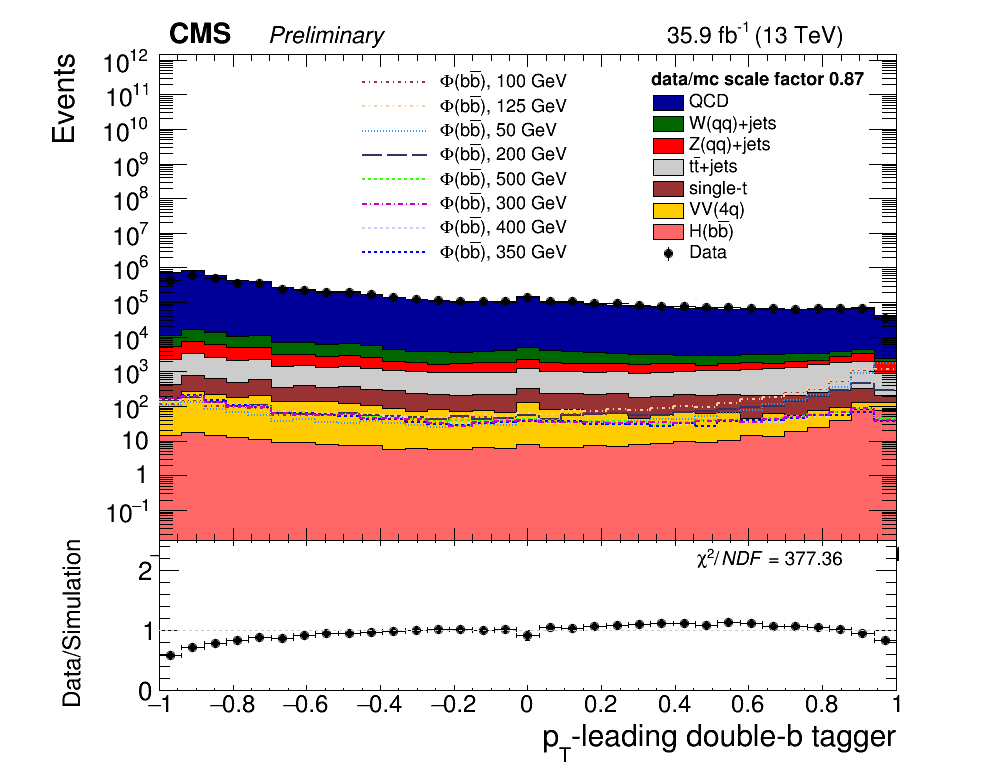 CMS Preliminary 35.9 fb⁻¹ (13 TeV)
Events
10¹²
10¹¹
10¹⁰
10⁹
10⁸
10⁷
10⁶
10⁵
10⁴
10³
10²
10
1
10⁻¹
Φ(bb̅), 100 GeV
Φ(bb̅), 125 GeV
Φ(bb̅), 50 GeV
Φ(bb̅), 200 GeV
Φ(bb̅), 500 GeV
Φ(bb̅), 300 GeV
Φ(bb̅), 400 GeV
Φ(bb̅), 350 GeV
data/mc scale factor 0.87
QCD
W(qq)+jets
Z(qq)+jets
tt̅+jets
single-t
VV(4q)
H(bb̅)
Data
Data/Simulation
χ²/NDF = 377.36
2
1
0
−1 −0.8 −0.6 −0.4 −0.2 0 0.2 0.4 0.6 0.8 1
p_T-leading double-b tagger